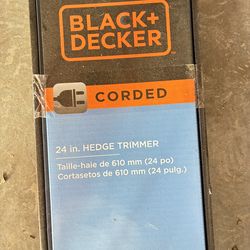 BLACK+
DECKER
CORDED
24 in. HEDGE TRIMMER
Taille-haie de 610 mm (24 po)
Cortasetos de 610 mm (24 pulg.)